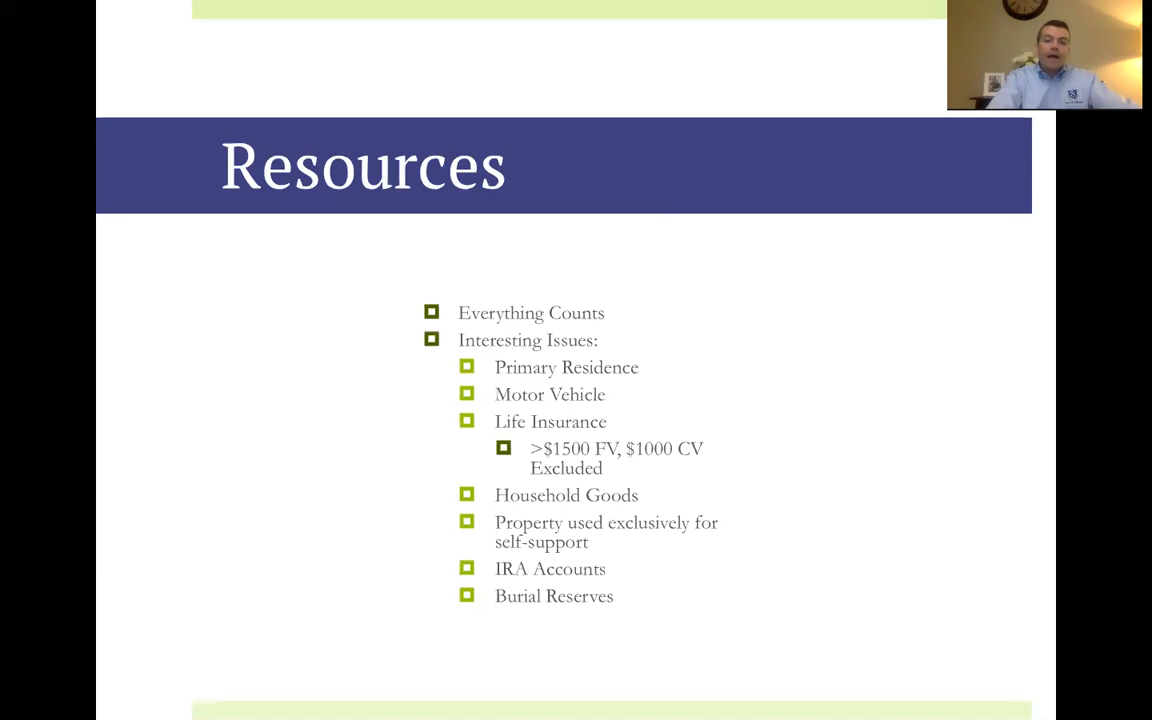 Resources
Everything Counts
Interesting Issues:
Primary Residence
Motor Vehicle
Life Insurance
>$1500 FV, $1000 CV
Excluded
Household Goods
Property used exclusively for
self-support
IRA Accounts
Burial Reserves